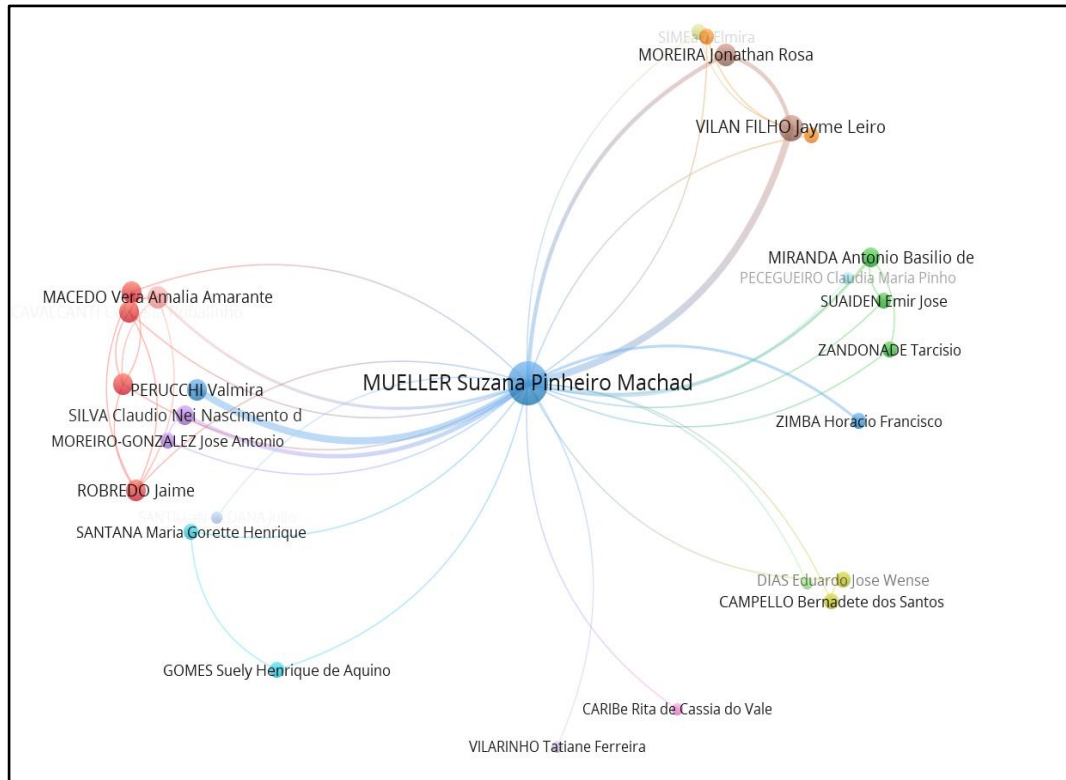 SIMEaO Elmira
MOREIRA Jonathan Rosa
VILAN FILHO Jayme Leiro
MIRANDA Antonio Basilio de
PECEGUEIRO Claudia Maria Pinho
MACEDO Vera Amalia Amarante
SUAIDEN Emir Jose
CAVALCANTI
ZANDONADE Tarcisio
MUELLER Suzana Pinheiro Machad
PERUCCHI Valmira
SILVA Claudio Nei Nascimento d
ZIMBA Horacio Francisco
MOREIRO-GONZALEZ Jose Antonio
ROBREDO Jaime
SANTANA Maria Gorette Henrique
DIAS Eduardo Jose Wense
CAMPELLO Bernadete dos Santos
GOMES Suely Henrique de Aquino
CARIBe Rita de Cassia do Vale
VILARINHO Tatiane Ferreira